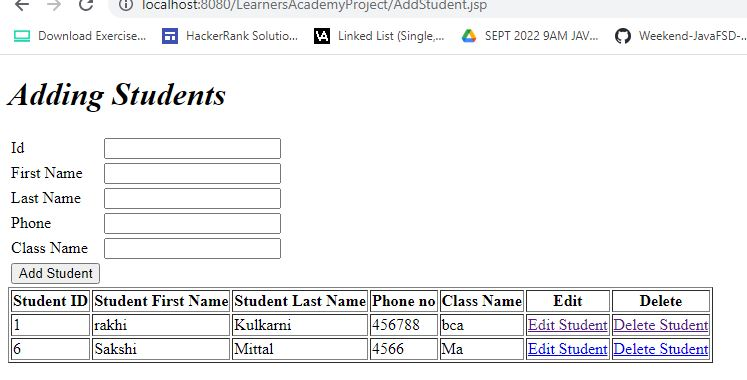 localhost:8080/LearnersAcademyProject/AddStudent.jsp
Download Exercise... HackerRank Solutio... Linked List (Single,... SEPT 2022 9AM JAV... Weekend-JavaFSD-...
Adding Students
Id
First Name
Last Name
Phone
Class Name
Add Student
Student ID Student First Name Student Last Name Phone no Class Name Edit Delete
1 rakhi Kulkarni 456788 bca Edit Student Delete Student
6 Sakshi Mittal 4566 Ma Edit Student Delete Student